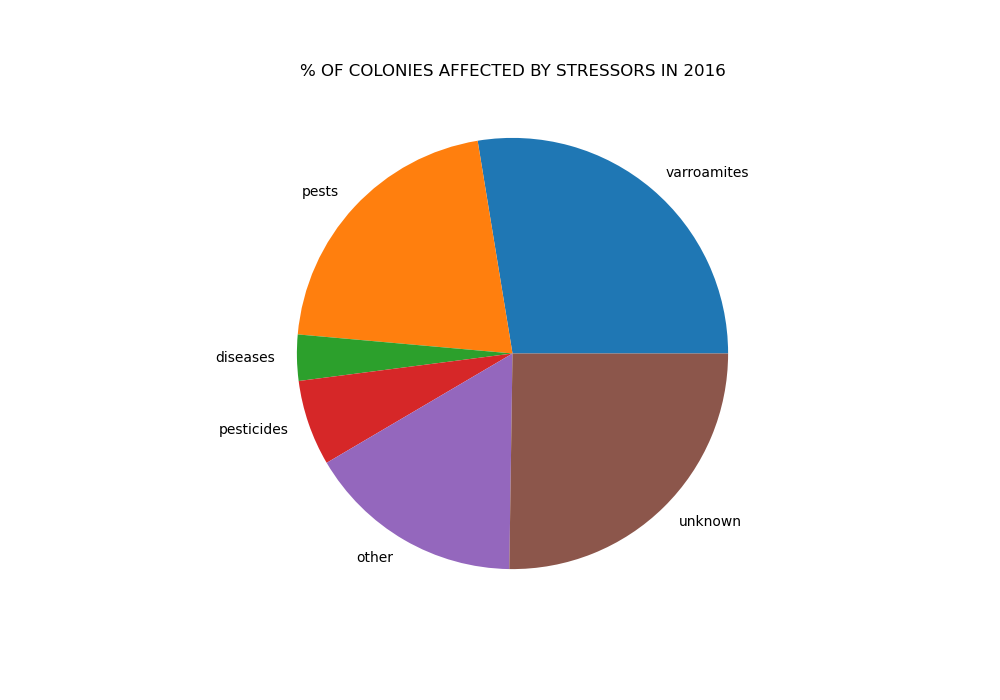 % OF COLONIES AFFECTED BY STRESSORS IN 2016
varroamites
pests
diseases
pesticides
other
unknown